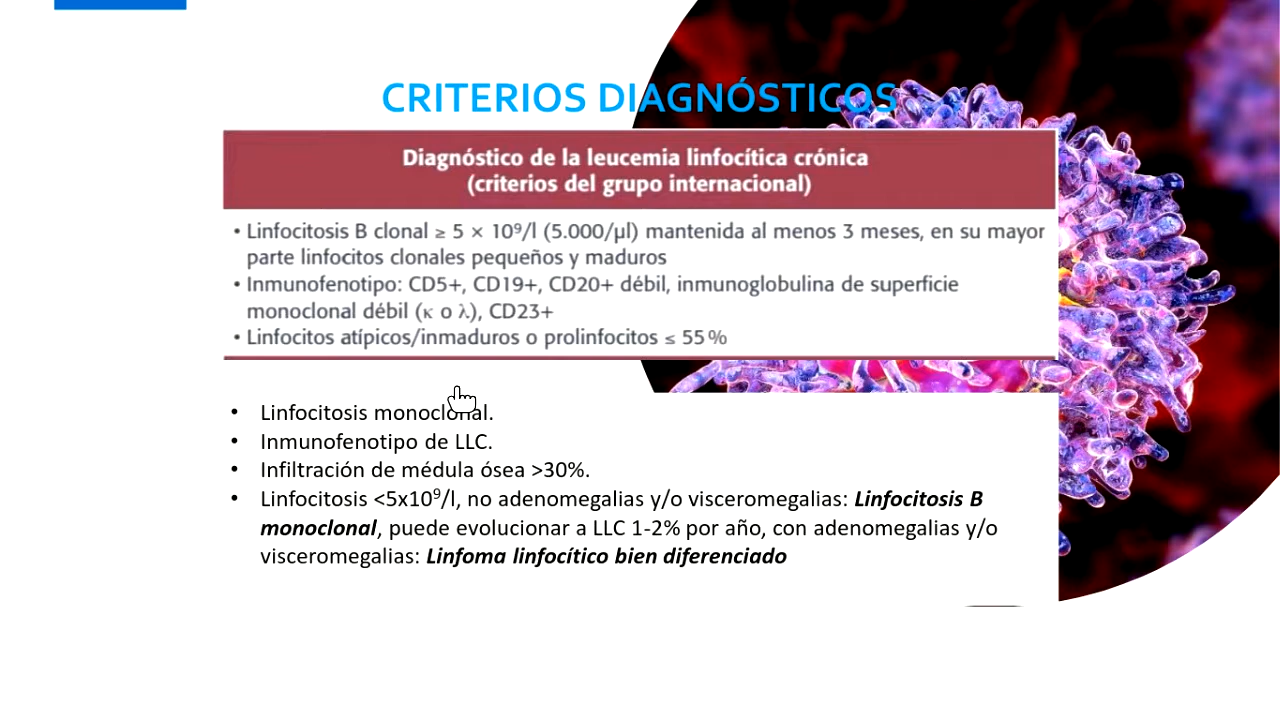 CRITERIOS DIAGNÓSTICOS
Diagnóstico de la leucemia linfocítica crónica
(criterios del grupo internacional)
• Linfocitosis B clonal ≥ 5 × 10⁹/l (5.000/µl) mantenida al menos 3 meses, en su mayor
parte linfocitos clonales pequeños y maduros
• Inmunofenotipo: CD5+, CD19+, CD20+ débil, inmunoglobulina de superficie
monoclonal débil (κ o λ), CD23+
• Linfocitos atípicos/inmaduros o prolinfocitos ≤ 55 %
• Linfocitosis monoclonal.
• Inmunofenotipo de LLC.
• Infiltración de médula ósea >30%.
• Linfocitosis <5x10⁹/l, no adenomegalias y/o visceromegalias: Linfocitosis B
monoclonal, puede evolucionar a LLC 1-2% por año, con adenomegalias y/o
visceromegalias: Linfoma linfocítico bien diferenciado